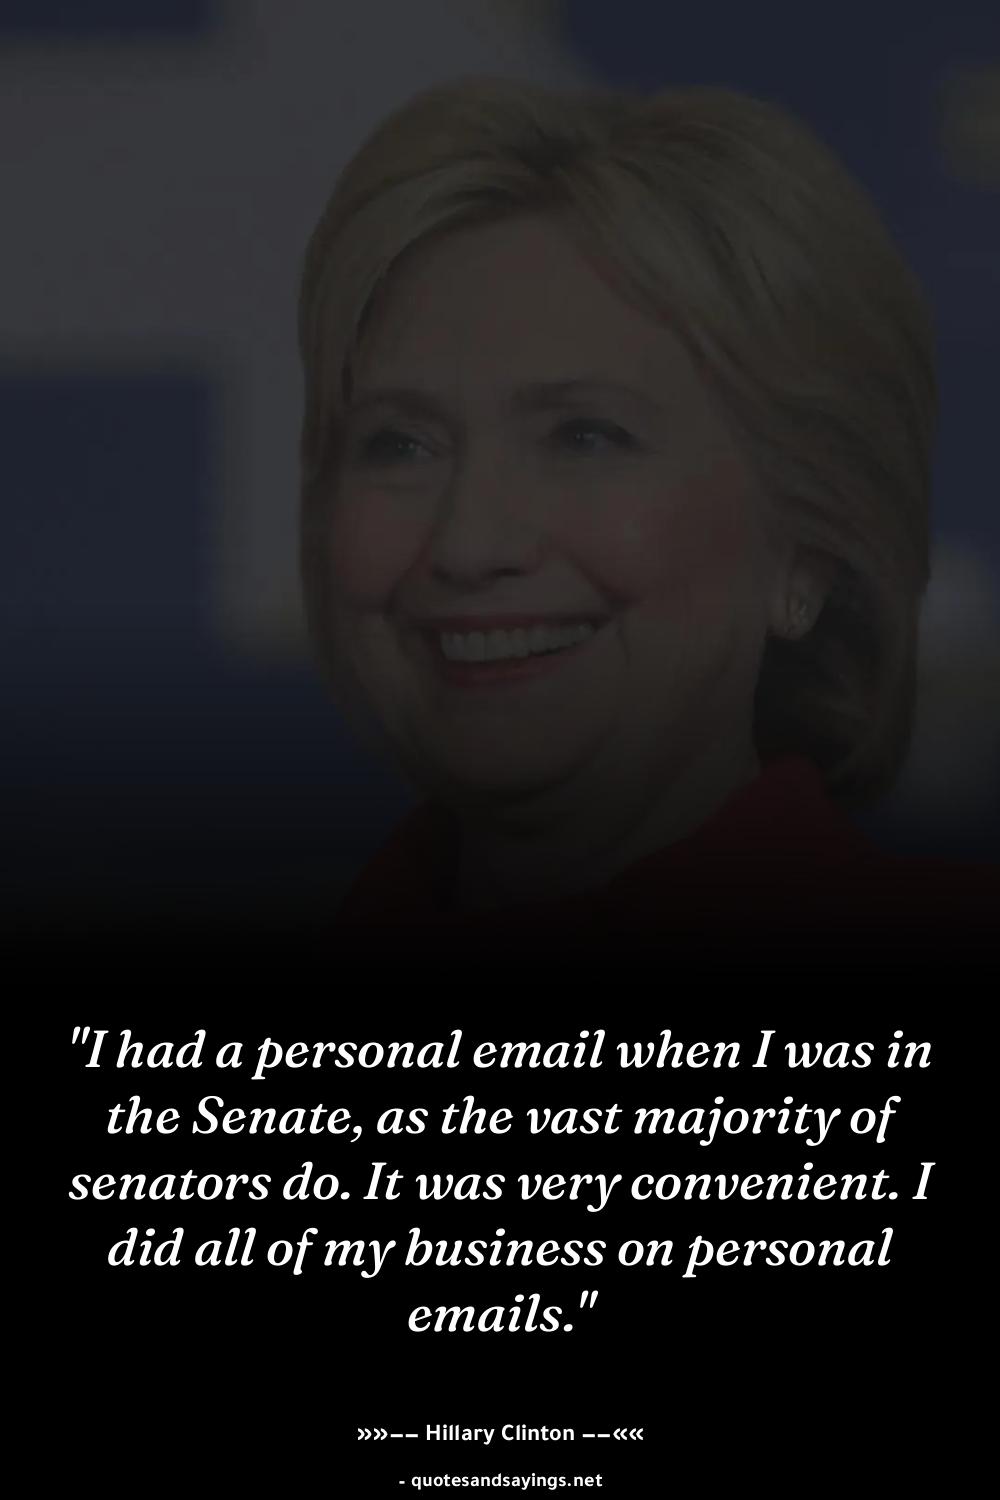 "I had a personal email when I was in
the Senate, as the vast majority of
senators do. It was very convenient. I
did all of my business on personal
emails."
»»−− Hillary Clinton −−««
- quotesandsayings.net